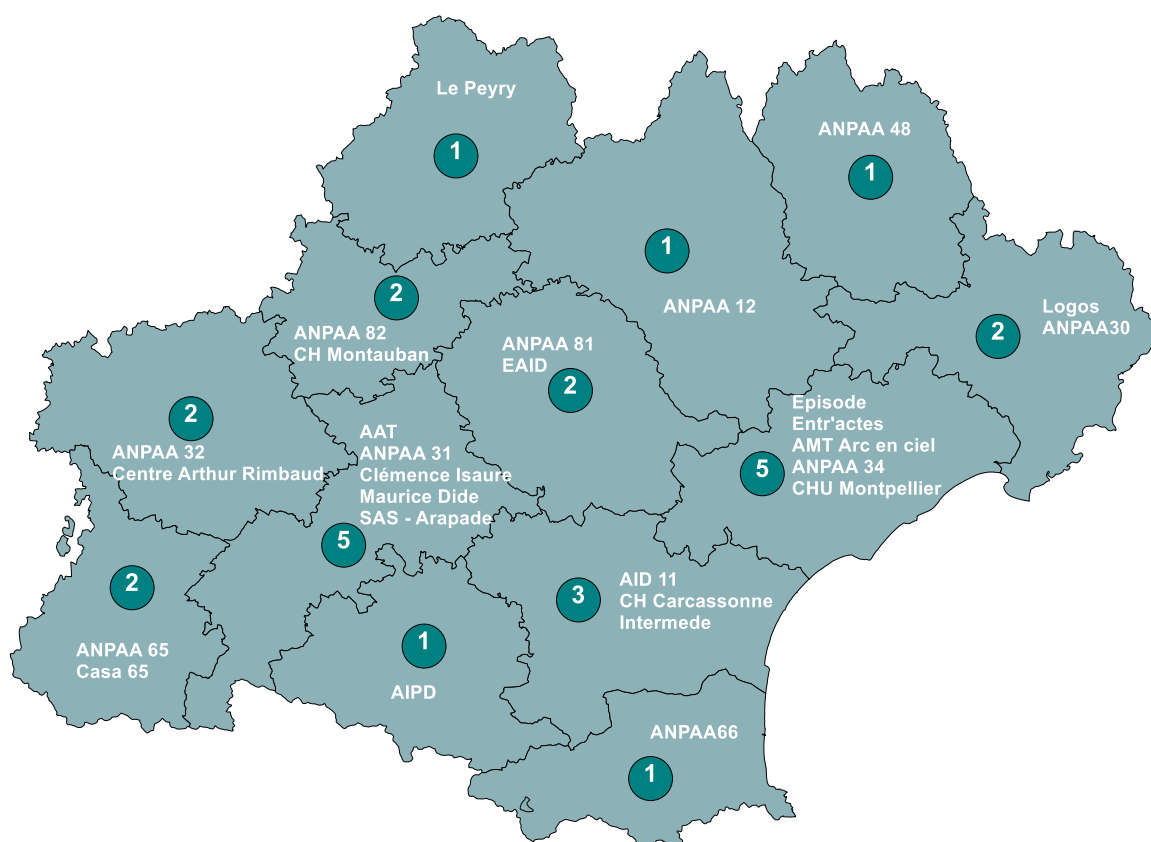 Le Peyry
1
ANPAA 48
1
1
ANPAA 12
2
ANPAA 82
CH Montauban
Logos
ANPAA30
2
ANPAA 81
EAID
2
2
ANPAA 32
Centre Arthur Rimbaud
AAT
ANPAA 31
Clémence Isaure
Maurice Dide
SAS - Arapade
5
Episode
Entr'actes
AMT Arc en ciel
ANPAA 34
CHU Montpellier
5
2
ANPAA 65
Casa 65
3
AID 11
CH Carcassonne
Intermede
1
AIPD
ANPAA66
1